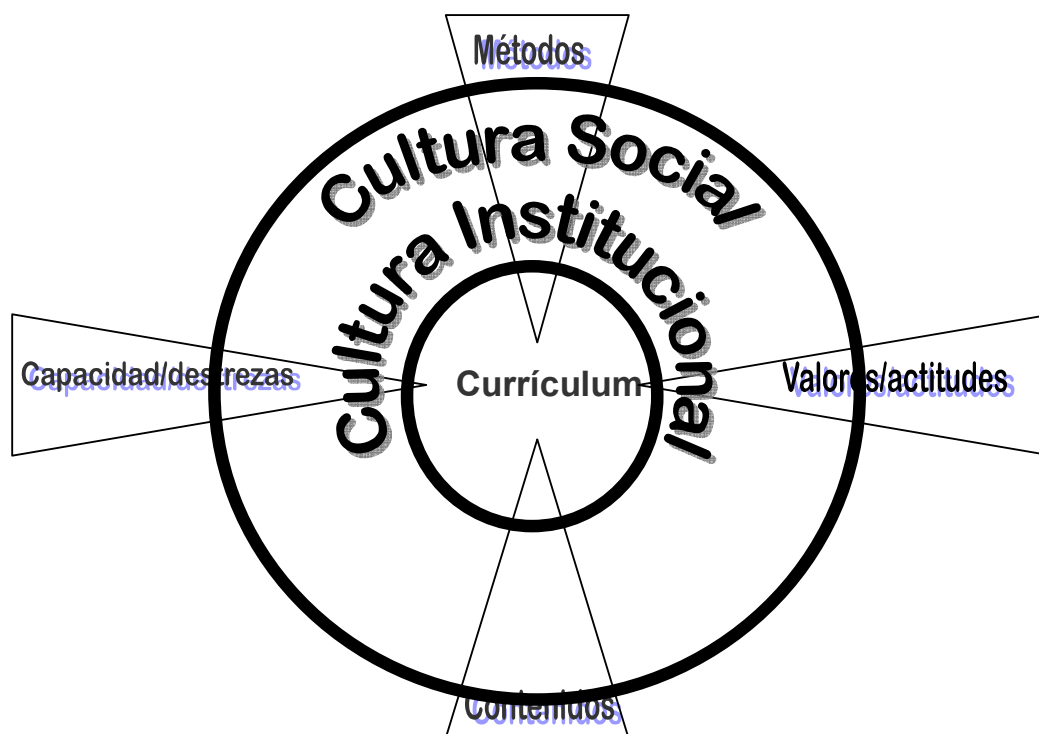 Métodos
Cultura Social
Cultura Institucional
Capacidad/destrezas
Currículum
Valores/actitudes
Contenidos